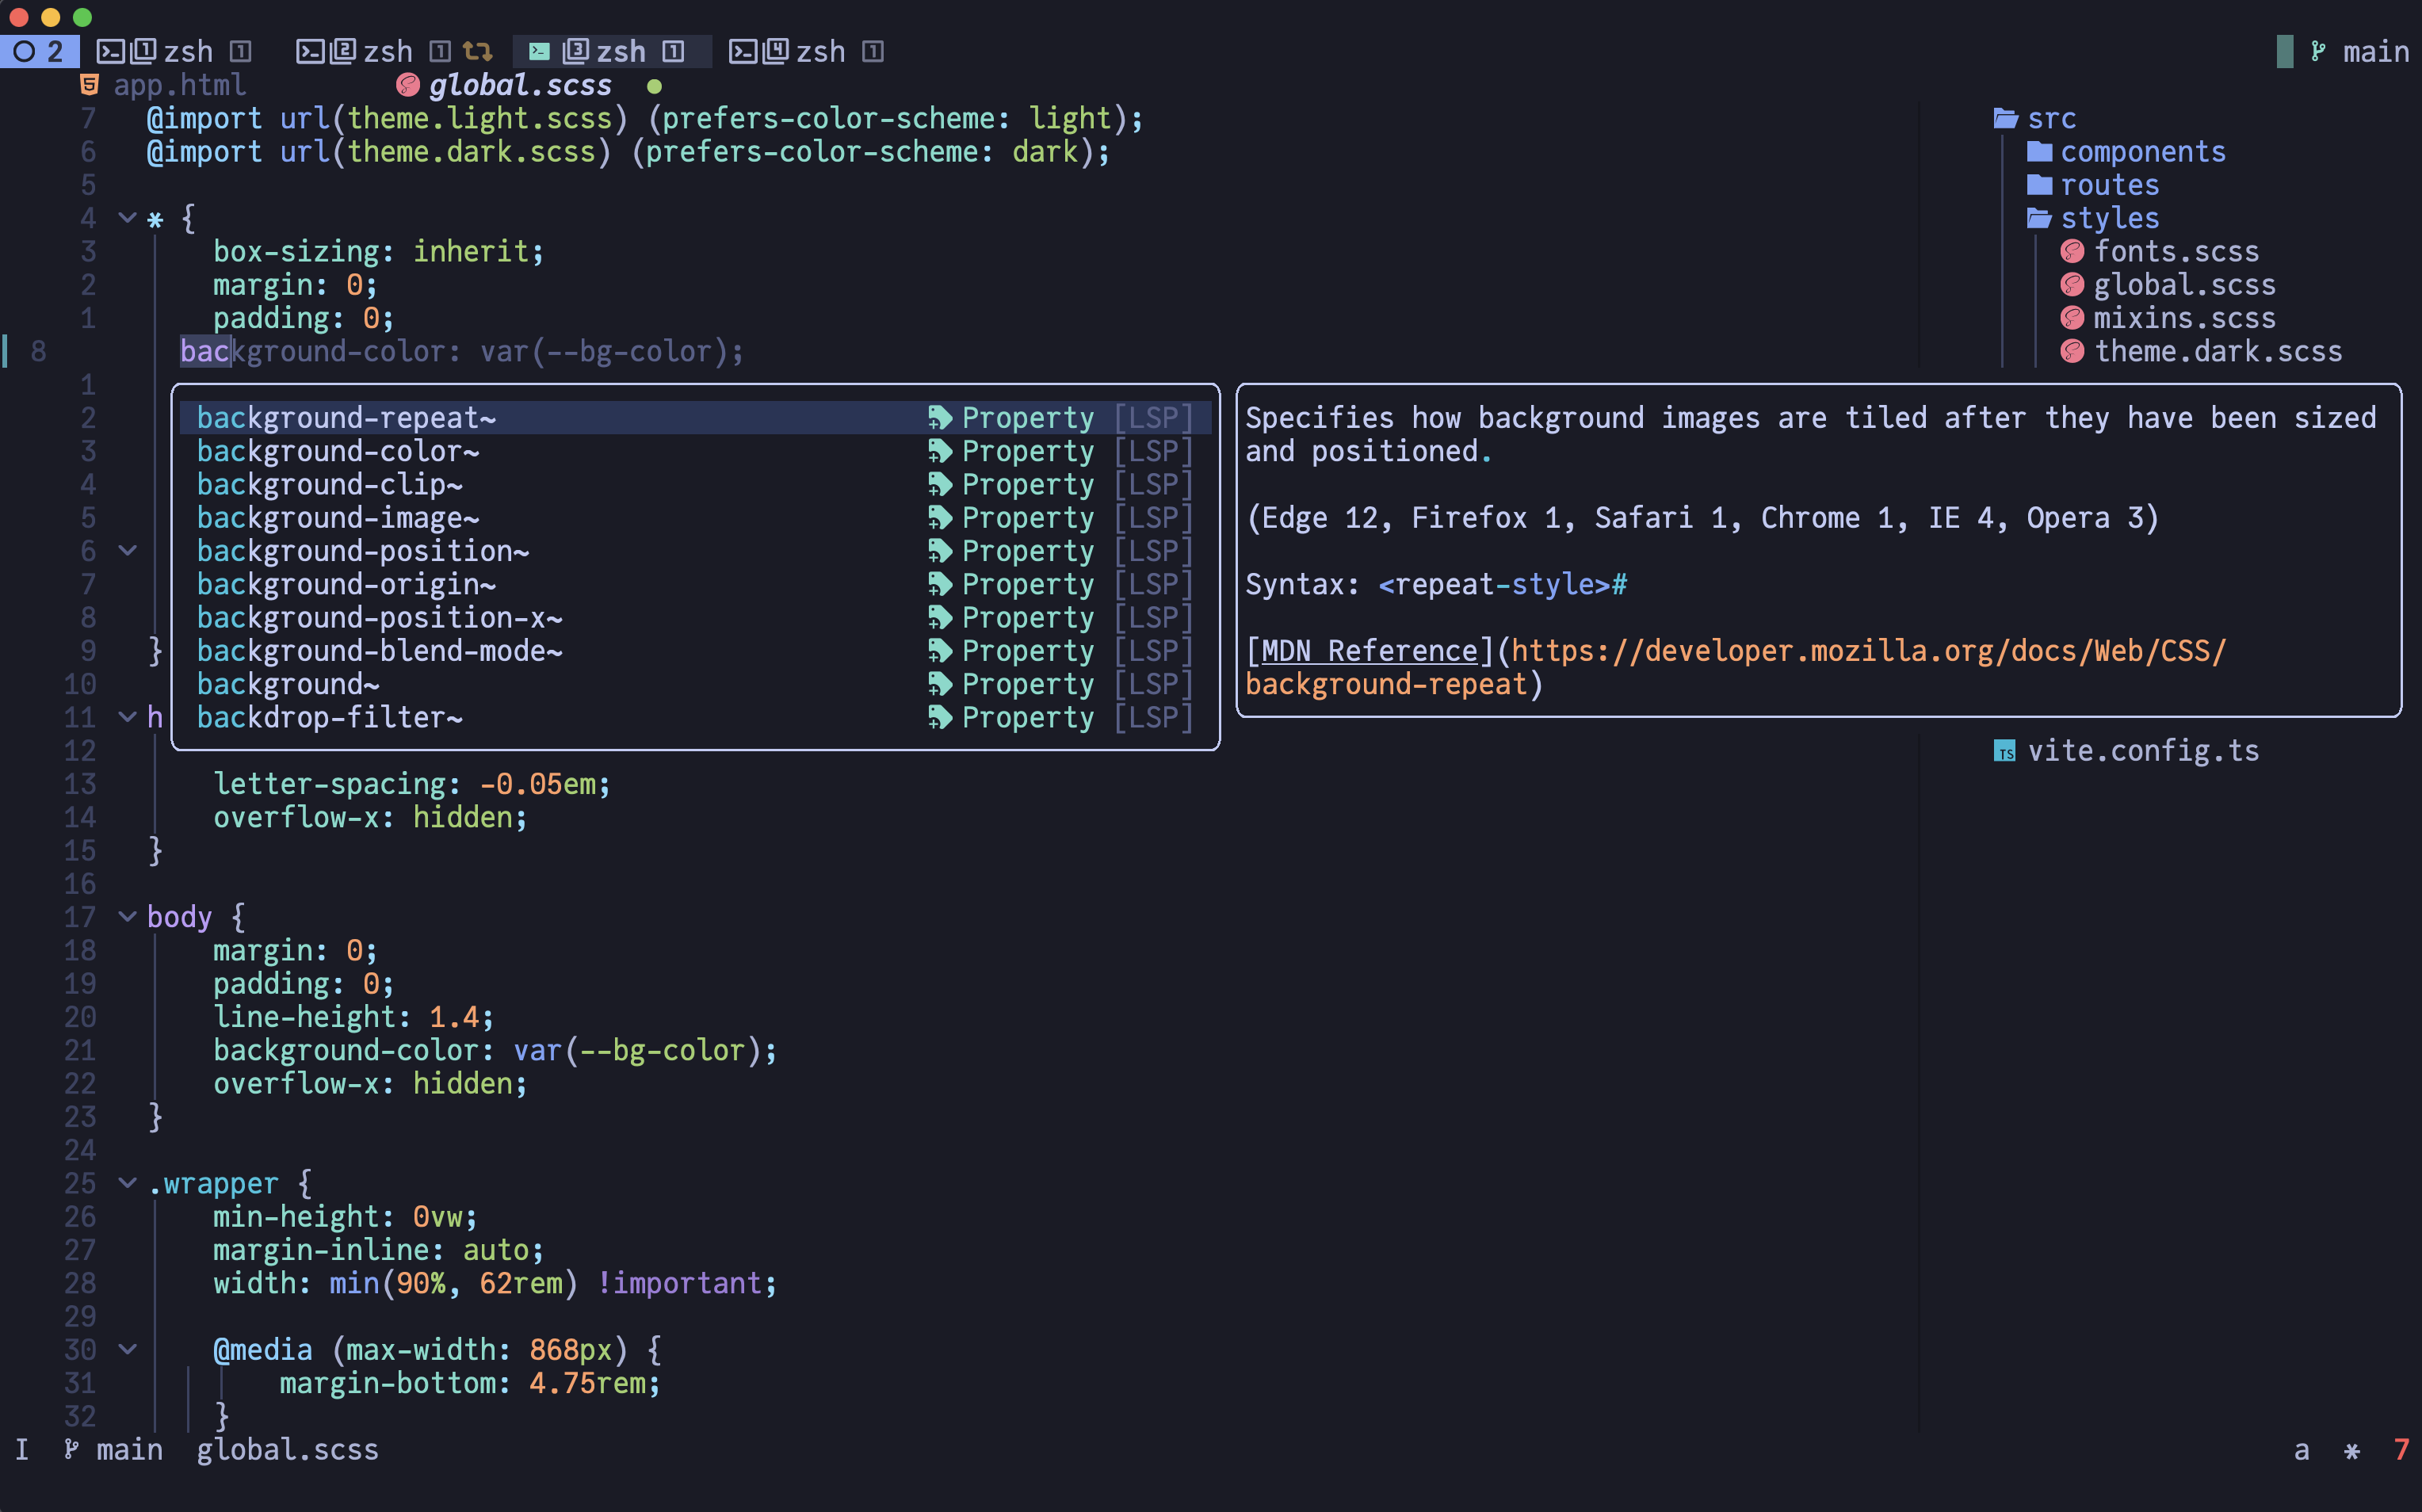 2 1 zsh 1 2 zsh 1 3 zsh 1 4 zsh 1 main
app.html global.scss
7 @import url(theme.light.scss) (prefers-color-scheme: light);
6 @import url(theme.dark.scss) (prefers-color-scheme: dark);
5
4 * {
3 box-sizing: inherit;
2 margin: 0;
1 padding: 0;
8 background-color: var(--bg-color);
1
2
3
4
5
6
7
8
9 }
10
11 h
12
13 letter-spacing: -0.05em;
14 overflow-x: hidden;
15 }
16
17 body {
18 margin: 0;
19 padding: 0;
20 line-height: 1.4;
21 background-color: var(--bg-color);
22 overflow-x: hidden;
23 }
24
25 .wrapper {
26 min-height: 0vw;
27 margin-inline: auto;
28 width: min(90%, 62rem) !important;
29
30 @media (max-width: 868px) {
31 margin-bottom: 4.75rem;
32 }
background-repeat~ Property [LSP]
background-color~ Property [LSP]
background-clip~ Property [LSP]
background-image~ Property [LSP]
background-position~ Property [LSP]
background-origin~ Property [LSP]
background-position-x~ Property [LSP]
background-blend-mode~ Property [LSP]
background~ Property [LSP]
backdrop-filter~ Property [LSP]
Specifies how background images are tiled after they have been sized
and positioned.
(Edge 12, Firefox 1, Safari 1, Chrome 1, IE 4, Opera 3)
Syntax: <repeat-style>#
[MDN Reference](https://developer.mozilla.org/docs/Web/CSS/
background-repeat)
src
components
routes
styles
fonts.scss
global.scss
mixins.scss
theme.dark.scss
TS vite.config.ts
I main global.scss a * 7